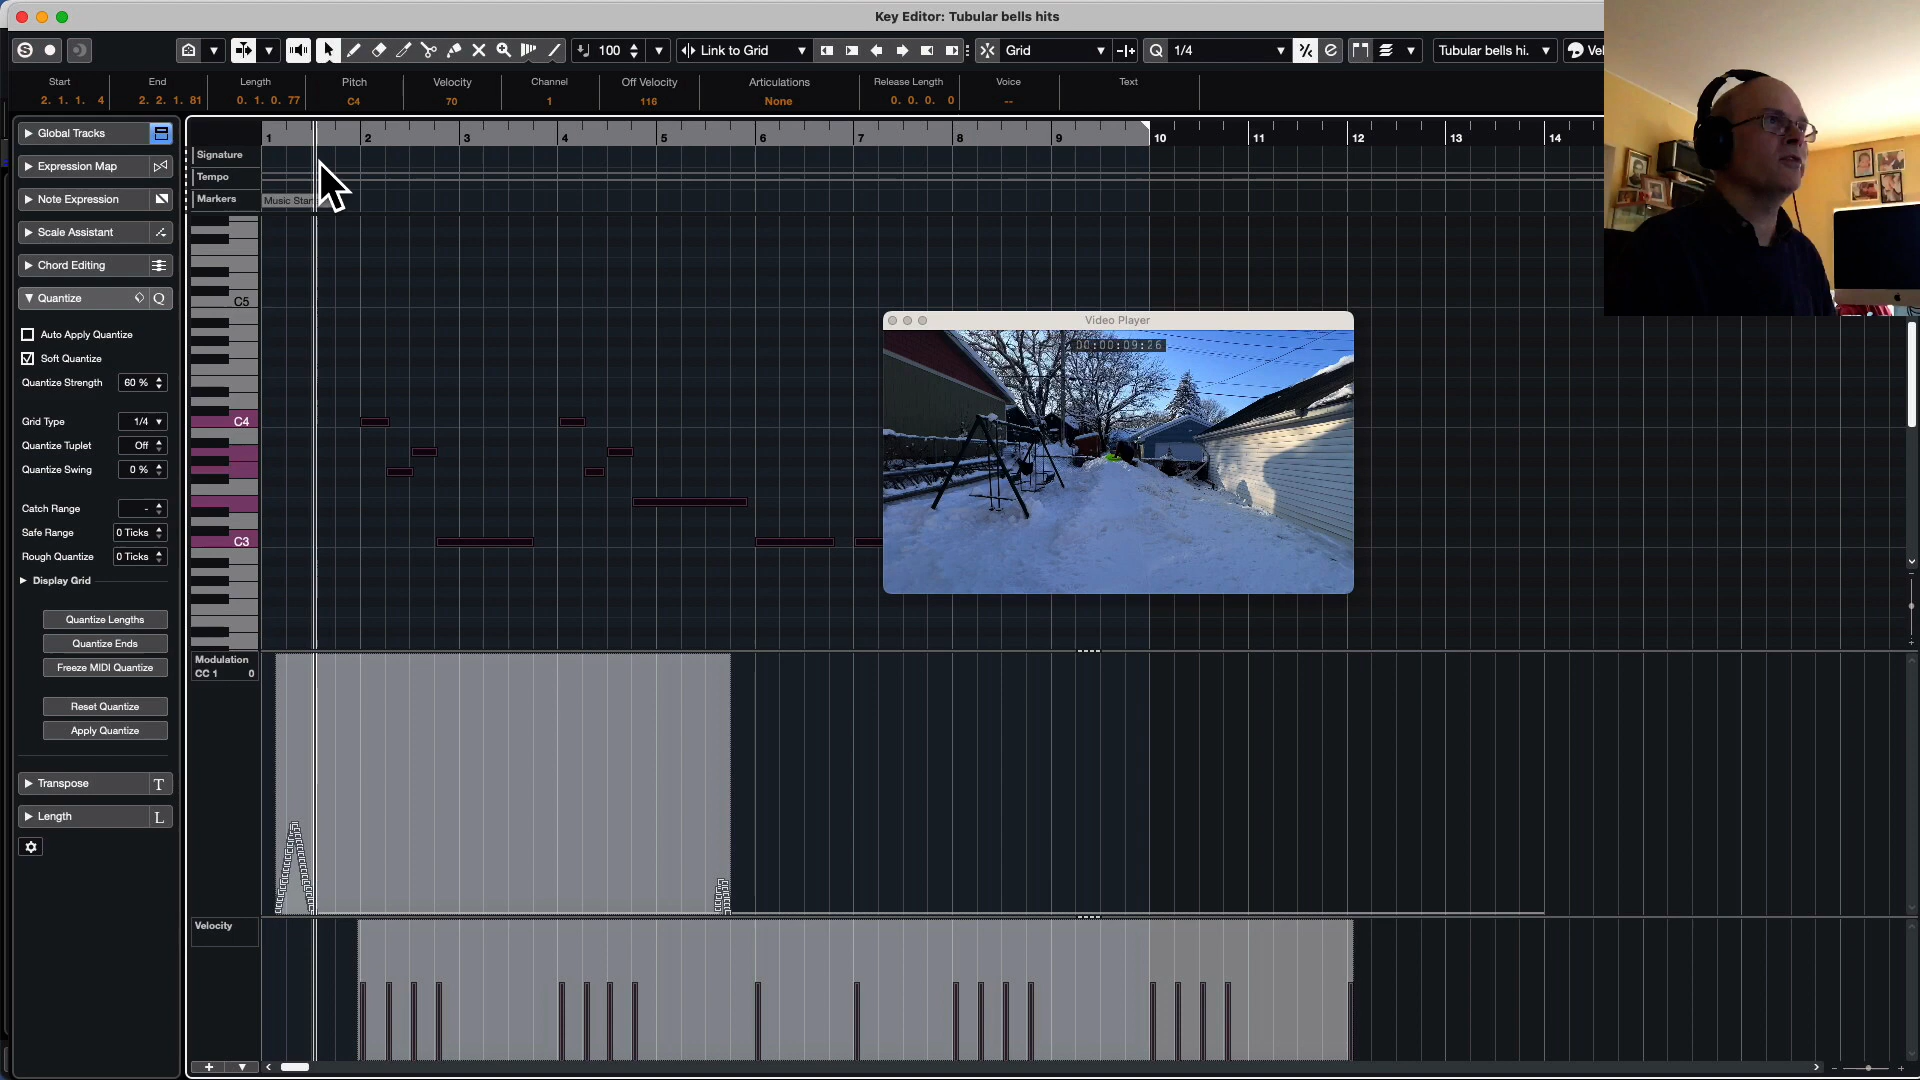 Key Editor: Tubular bells hits
S 100 Link to Grid Grid Q 1/4 Tubular bells hi. Vel
Start End Length Pitch Velocity Channel Off Velocity Articulations Release Length Voice Text
2. 1. 1. 4 2. 2. 1. 81 0. 1. 0. 77 C4 70 1 116 None 0. 0. 0. 0 --
Global Tracks
Expression Map
Note Expression
Scale Assistant
Chord Editing
Quantize Q
Auto Apply Quantize
Soft Quantize
Quantize Strength 60 %
Grid Type 1/4
Quantize Tuplet Off
Quantize Swing 0 %
Catch Range -
Safe Range 0 Ticks
Rough Quantize 0 Ticks
Display Grid
Quantize Lengths
Quantize Ends
Freeze MIDI Quantize
Reset Quantize
Apply Quantize
Transpose T
Length L
1 2 3 4 5 6 7 8 9 10 11 12 13 14
Signature
Tempo
Markers
Music Star
C5
C4
C3
Video Player
00:00:09:26
Modulation
CC 1 0
Velocity